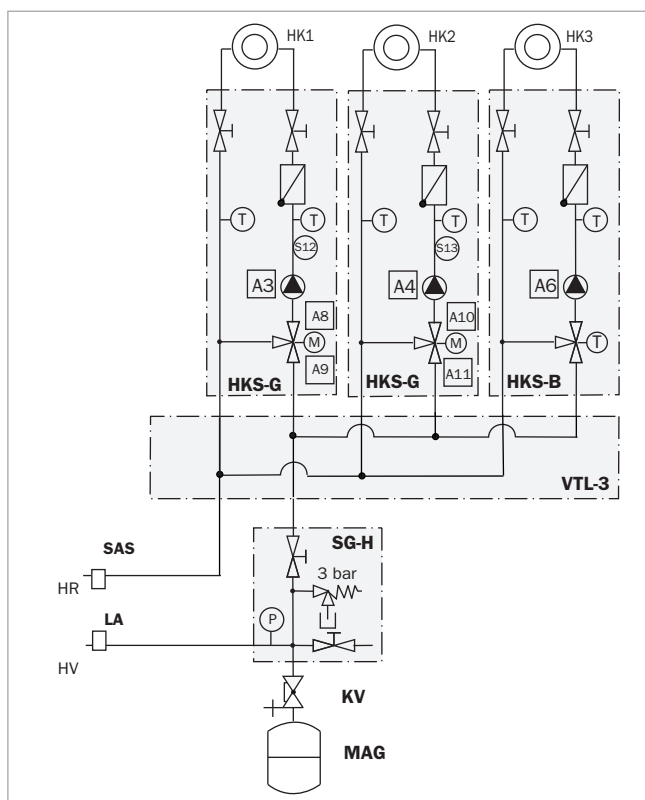 HK1
HK2
HK3
T
T
T
T
T
T
S12
S13
A3
A4
A6
A8
A10
M
M
T
A9
A11
HKS-G
HKS-G
HKS-B
VTL-3
SG-H
SAS
3 bar
HR
LA
P
HV
KV
MAG